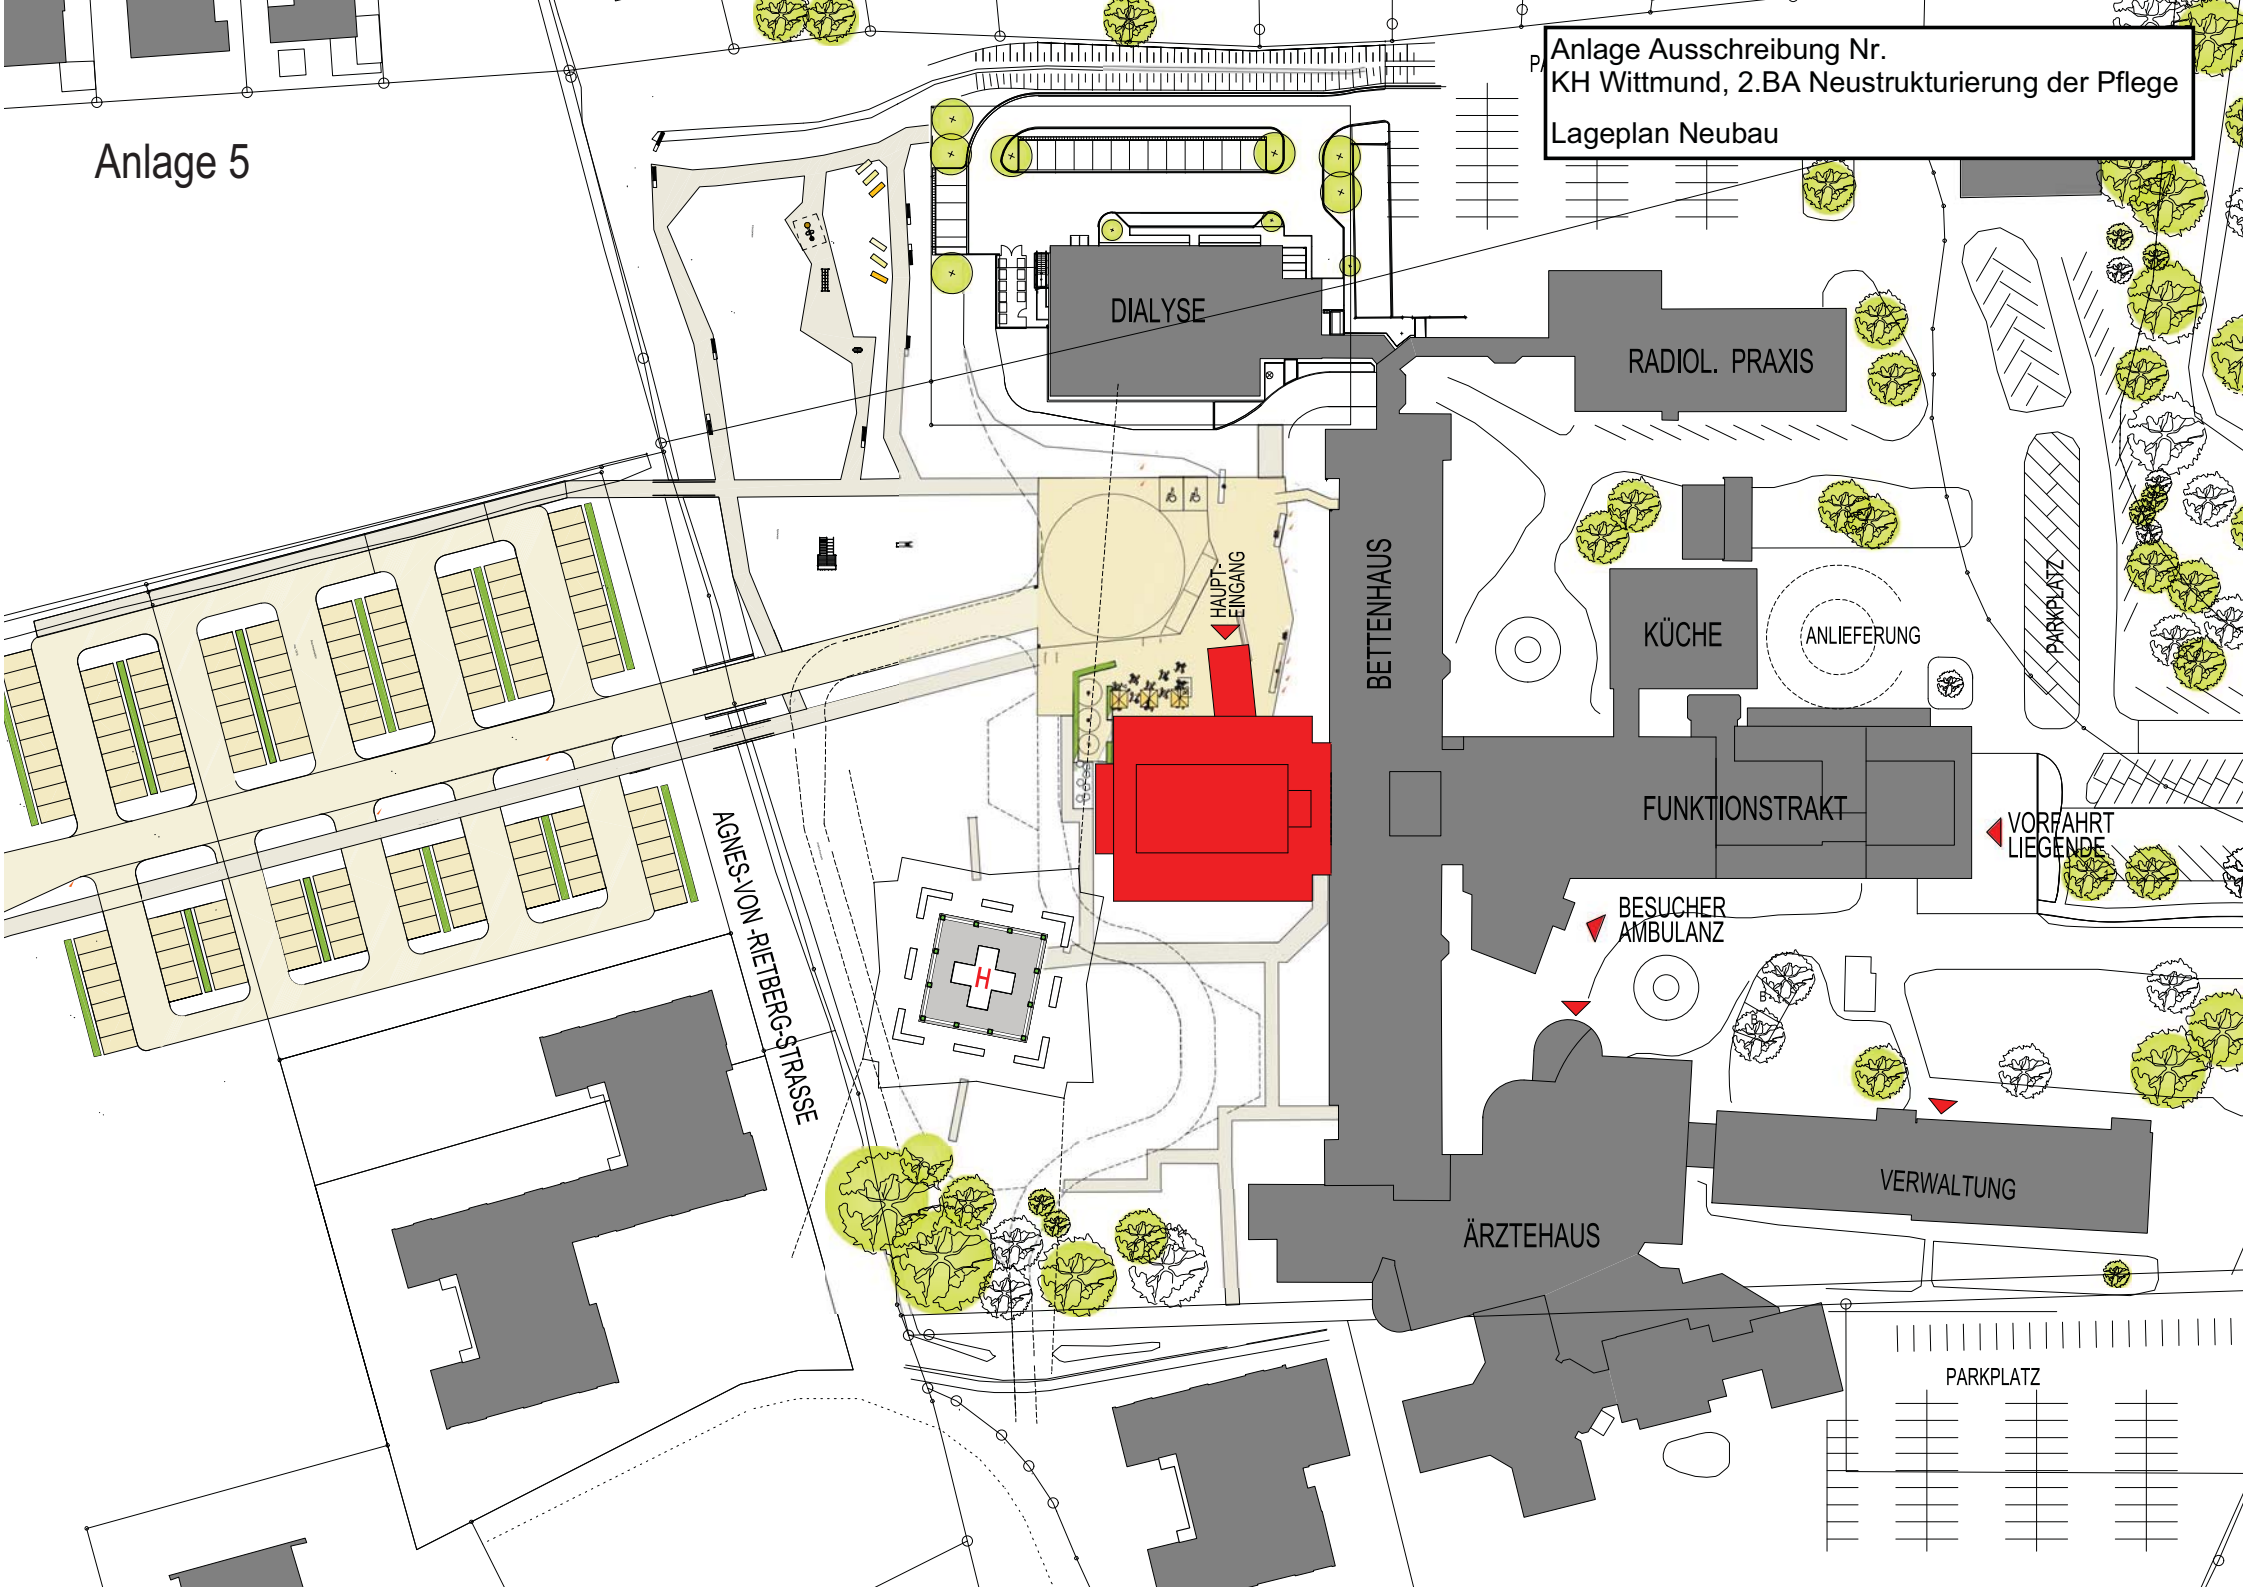 Anlage Ausschreibung Nr.
KH Wittmund, 2.BA Neustrukturierung der Pflege
Lageplan Neubau
Anlage 5
DIALYSE
RADIOL. PRAXIS
HAUPT-
EINGANG
BETTENHAUS
KÜCHE
ANLIEFERUNG
PARKPLATZ
FUNKTIONSTRAKT
VORFAHRT
LIEGENDE
AGNES-VON-RIETBERG-STRASSE
BESUCHER
AMBULANZ
H
B
B
VERWALTUNG
ÄRZTEHAUS
PARKPLATZ